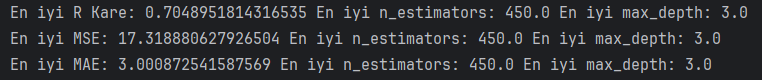 En iyi R Kare: 0.7048951814316535 En iyi n_estimators: 450.0 En iyi max_depth: 3.0
En iyi MSE: 17.318880627926504 En iyi n_estimators: 450.0 En iyi max_depth: 3.0
En iyi MAE: 3.000872541587569 En iyi n_estimators: 450.0 En iyi max_depth: 3.0